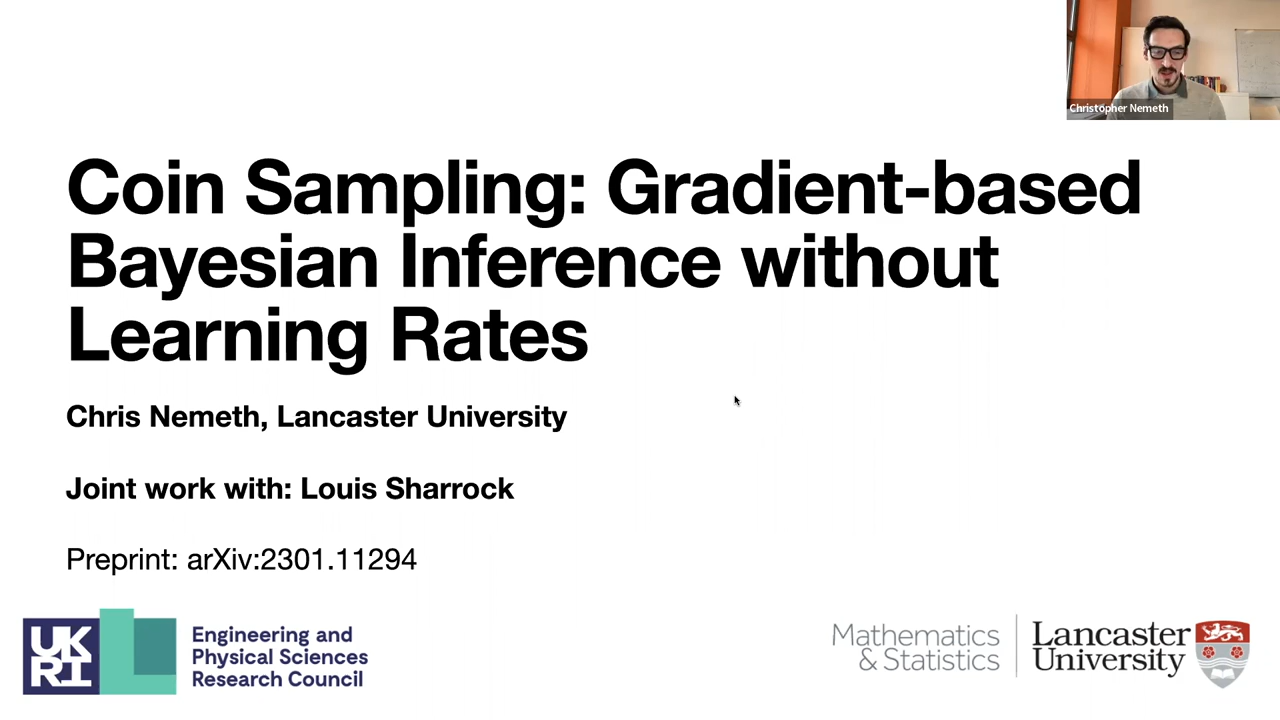 Christopher Nemeth
Coin Sampling: Gradient-based
Bayesian Inference without
Learning Rates
Chris Nemeth, Lancaster University
Joint work with: Louis Sharrock
Preprint: arXiv:2301.11294
UK
RI
Engineering and
Physical Sciences
Research Council
Mathematics
& Statistics
Lancaster
University